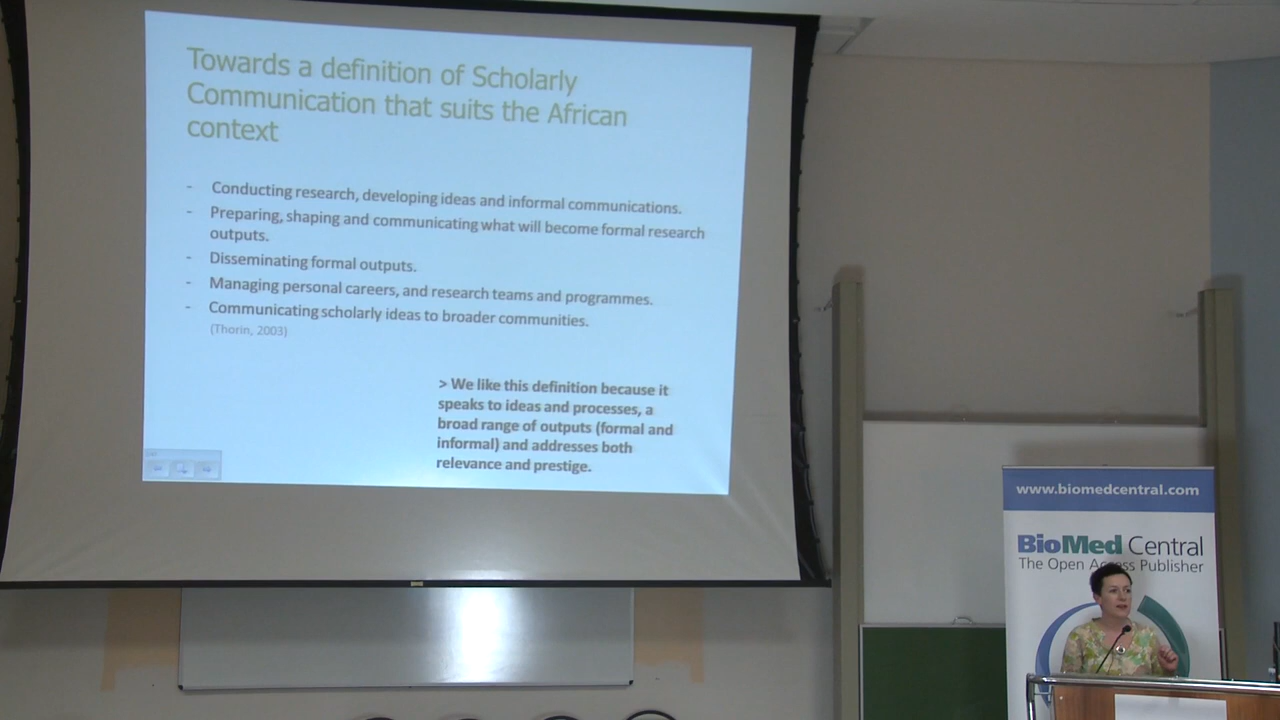 Towards a definition of Scholarly
Communication that suits the African
context
- Conducting research, developing ideas and informal communications.
- Preparing, shaping and communicating what will become formal research
outputs.
- Disseminating formal outputs.
- Managing personal careers, and research teams and programmes.
- Communicating scholarly ideas to broader communities.
(Thorin, 2003)
> We like this definition because it
speaks to ideas and processes, a
broad range of outputs (formal and
informal) and addresses both
relevance and prestige.
www.biomedcentral.com
BioMed Central
The Open Access Publisher